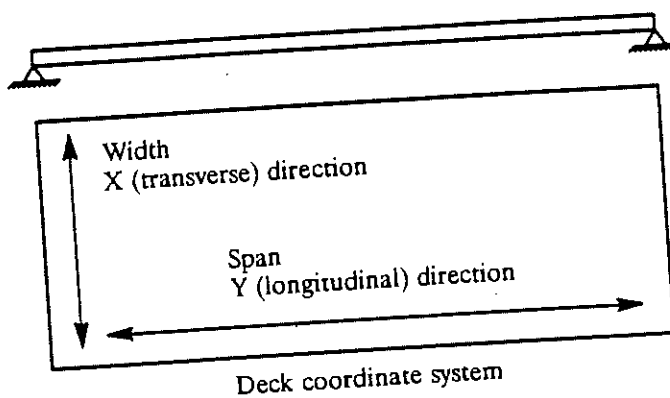 Width
X (transverse) direction
Span
Y (longitudinal) direction
Deck coordinate system